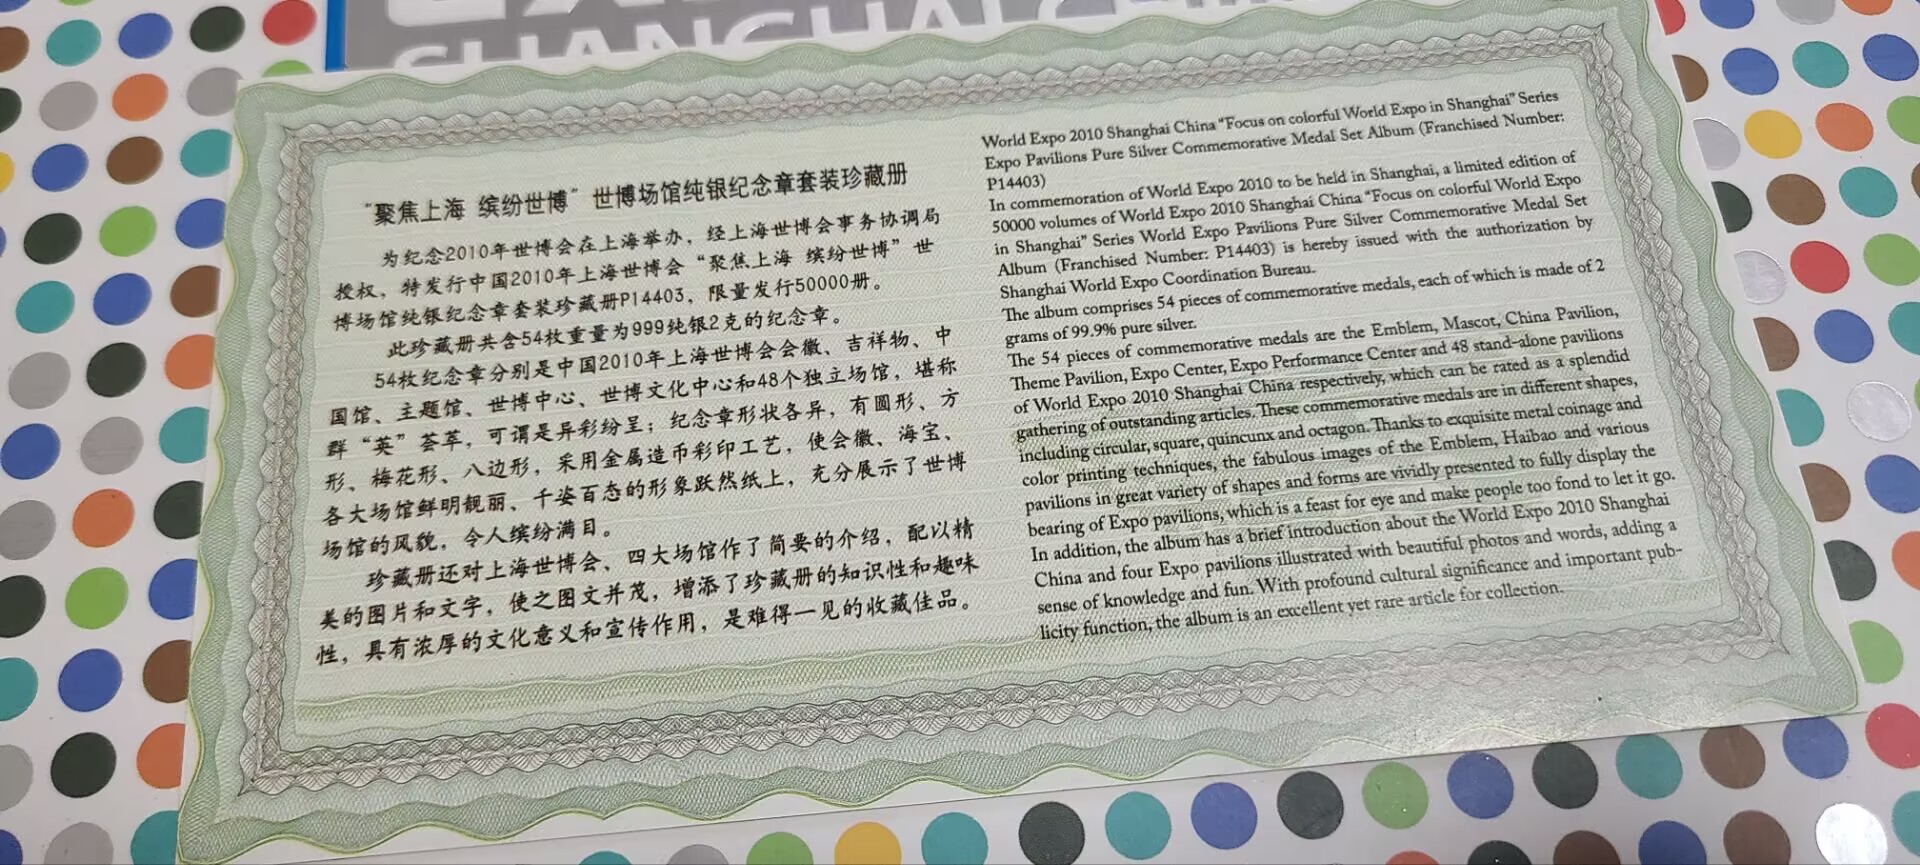 SHANGHAI CHINA
“聚焦上海 缤纷世博”世博场馆纯银纪念章套装珍藏册
为纪念2010年世博会在上海举办，经上海世博会事务协调局
授权，特发行中国2010年上海世博会“聚焦上海 缤纷世博”世
博场馆纯银纪念章套装珍藏册P14403，限量发行50000册。
此珍藏册共含54枚重量为999纯银2克的纪念章。
54枚纪念章分别是中国2010年上海世博会会徽、吉祥物、中
国馆、主题馆、世博中心、世博文化中心和48个独立场馆，堪称
群“英”荟萃，可谓是异彩纷呈；纪念章形状各异，有圆形、方
形、梅花形、八边形，采用金属造币彩印工艺，使会徽、海宝、
各大场馆鲜明靓丽、千姿百态的形象跃然纸上，充分展示了世博
场馆的风貌，令人缤纷满目。
珍藏册还对上海世博会、四大场馆作了简要的介绍，配以精
美的图片和文字，使之图文并茂，增添了珍藏册的知识性和趣味
性，具有浓厚的文化意义和宣传作用，是难得一见的收藏佳品。
World Expo 2010 Shanghai China “Focus on colorful World Expo in Shanghai” Series
Expo Pavilions Pure Silver Commemorative Medal Set Album (Franchised Number:
P14403)
In commemoration of World Expo 2010 to be held in Shanghai, a limited edition of
50000 volumes of World Expo 2010 Shanghai China “Focus on colorful World Expo
in Shanghai” Series World Expo Pavilions Pure Silver Commemorative Medal Set
Album (Franchised Number: P14403) is hereby issued with the authorization by
Shanghai World Expo Coordination Bureau.
The album comprises 54 pieces of commemorative medals, each of which is made of 2
grams of 99.9% pure silver.
The 54 pieces of commemorative medals are the Emblem, Mascot, China Pavilion,
Theme Pavilion, Expo Center, Expo Performance Center and 48 stand-alone pavilions
of World Expo 2010 Shanghai China respectively, which can be rated as a splendid
gathering of outstanding articles. These commemorative medals are in different shapes,
including circular, square, quincunx and octagon. Thanks to exquisite metal coinage and
color printing techniques, the fabulous images of the Emblem, Haibao and various
pavilions in great variety of shapes and forms are vividly presented to fully display the
bearing of Expo pavilions, which is a feast for eye and make people too fond to let it go.
In addition, the album has a brief introduction about the World Expo 2010 Shanghai
China and four Expo pavilions illustrated with beautiful photos and words, adding a
sense of knowledge and fun. With profound cultural significance and important pub-
licity function, the album is an excellent yet rare article for collection.